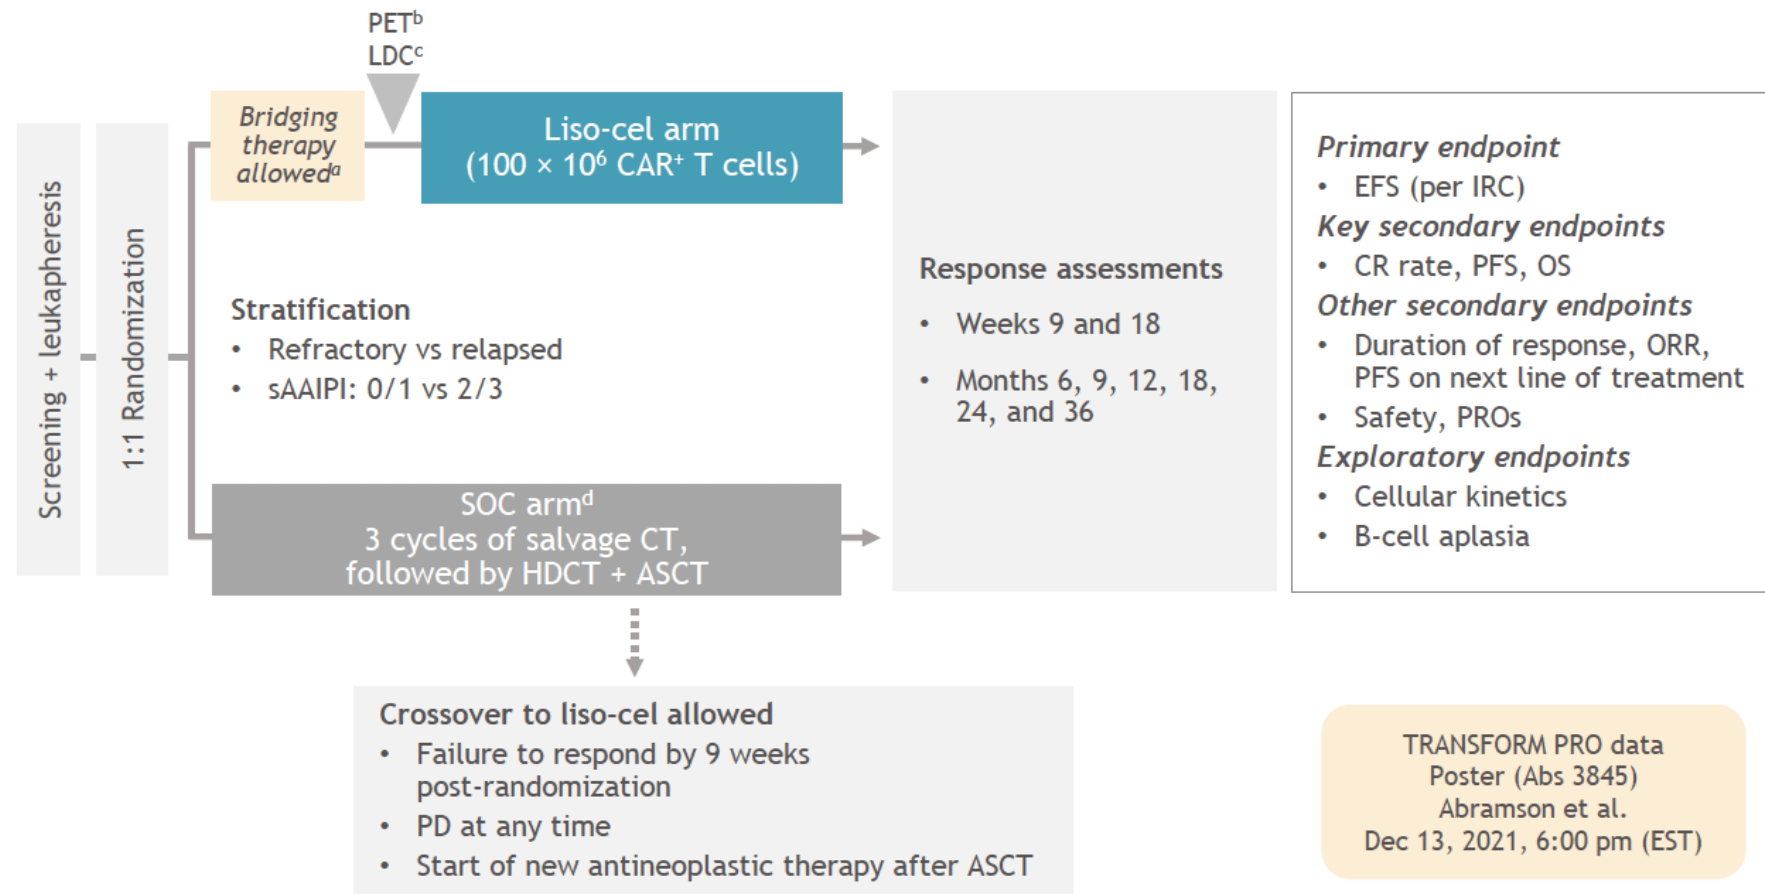 PETᵇ
LDCᶜ
Screening + leukapheresis
1:1 Randomization
Bridging
therapy
allowedᵃ
Liso-cel arm
(100 × 10⁶ CAR⁺ T cells)
Stratification
• Refractory vs relapsed
• sAAIPI: 0/1 vs 2/3
SOC armᵈ
3 cycles of salvage CT,
followed by HDCT + ASCT
Response assessments
• Weeks 9 and 18
• Months 6, 9, 12, 18,
24, and 36
Primary endpoint
• EFS (per IRC)
Key secondary endpoints
• CR rate, PFS, OS
Other secondary endpoints
• Duration of response, ORR,
PFS on next line of treatment
• Safety, PROs
Exploratory endpoints
• Cellular kinetics
• B-cell aplasia
Crossover to liso-cel allowed
• Failure to respond by 9 weeks
post-randomization
• PD at any time
• Start of new antineoplastic therapy after ASCT
TRANSFORM PRO data
Poster (Abs 3845)
Abramson et al.
Dec 13, 2021, 6:00 pm (EST)